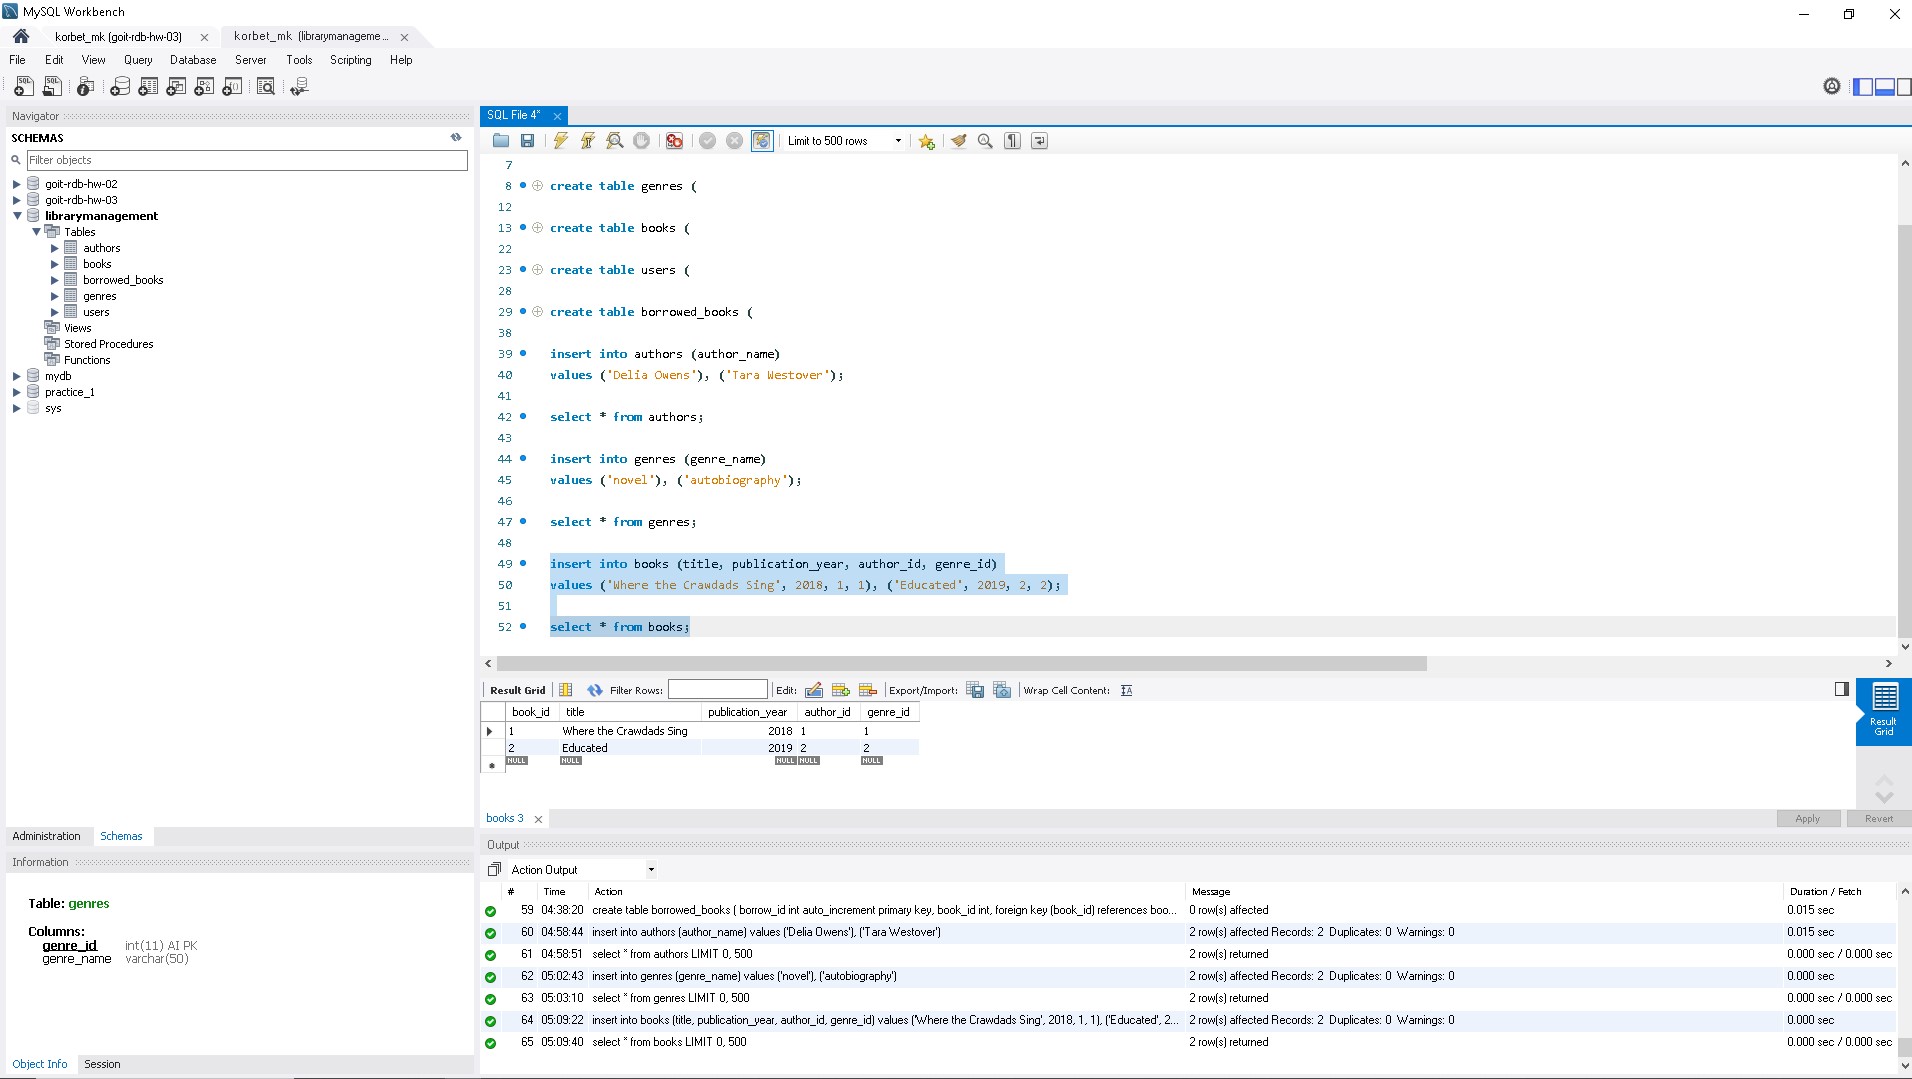 MySQL Workbench
korbet_mk (goit-rdb-hw-03)
korbet_mk (librarymanageme...
File Edit View Query Database Server Tools Scripting Help
Navigator
SCHEMAS
Filter objects
goit-rdb-hw-02
goit-rdb-hw-03
librarymanagement
Tables
authors
books
borrowed_books
genres
users
Views
Stored Procedures
Functions
mydb
practice_1
sys
Administration Schemas
Information
Table: genres
Columns:
genre_id int(11) AI PK
genre_name varchar(50)
Object Info Session
SQL File 4*
Limit to 500 rows
7
8 create table genres (
12
13 create table books (
22
23 create table users (
28
29 create table borrowed_books (
38
39 insert into authors (author_name)
40 values ('Delia Owens'), ('Tara Westover');
41
42 select * from authors;
43
44 insert into genres (genre_name)
45 values ('novel'), ('autobiography');
46
47 select * from genres;
48
49 insert into books (title, publication_year, author_id, genre_id)
50 values ('Where the Crawdads Sing', 2018, 1, 1), ('Educated', 2019, 2, 2);
51
52 select * from books;
Result Grid Filter Rows: Edit: Export/Import: Wrap Cell Content:
book_id title publication_year author_id genre_id
1 Where the Crawdads Sing 2018 1 1
2 Educated 2019 2 2
NULL NULL NULL NULL NULL
Result Grid
books 3
Apply Revert
Output
Action Output
# Time Action Message Duration / Fetch
59 04:38:20 create table borrowed_books ( borrow_id int auto_increment primary key, book_id int, foreign key (book_id) references boo... 0 row(s) affected 0.015 sec
60 04:58:44 insert into authors (author_name) values ('Delia Owens'), ('Tara Westover') 2 row(s) affected Records: 2 Duplicates: 0 Warnings: 0 0.015 sec
61 04:58:51 select * from authors LIMIT 0, 500 2 row(s) returned 0.000 sec / 0.000 sec
62 05:02:43 insert into genres (genre_name) values ('novel'), ('autobiography') 2 row(s) affected Records: 2 Duplicates: 0 Warnings: 0 0.000 sec
63 05:03:10 select * from genres LIMIT 0, 500 2 row(s) returned 0.000 sec / 0.000 sec
64 05:09:22 insert into books (title, publication_year, author_id, genre_id) values ('Where the Crawdads Sing', 2018, 1, 1), ('Educated', 2... 2 row(s) affected Records: 2 Duplicates: 0 Warnings: 0 0.000 sec
65 05:09:40 select * from books LIMIT 0, 500 2 row(s) returned 0.000 sec / 0.000 sec